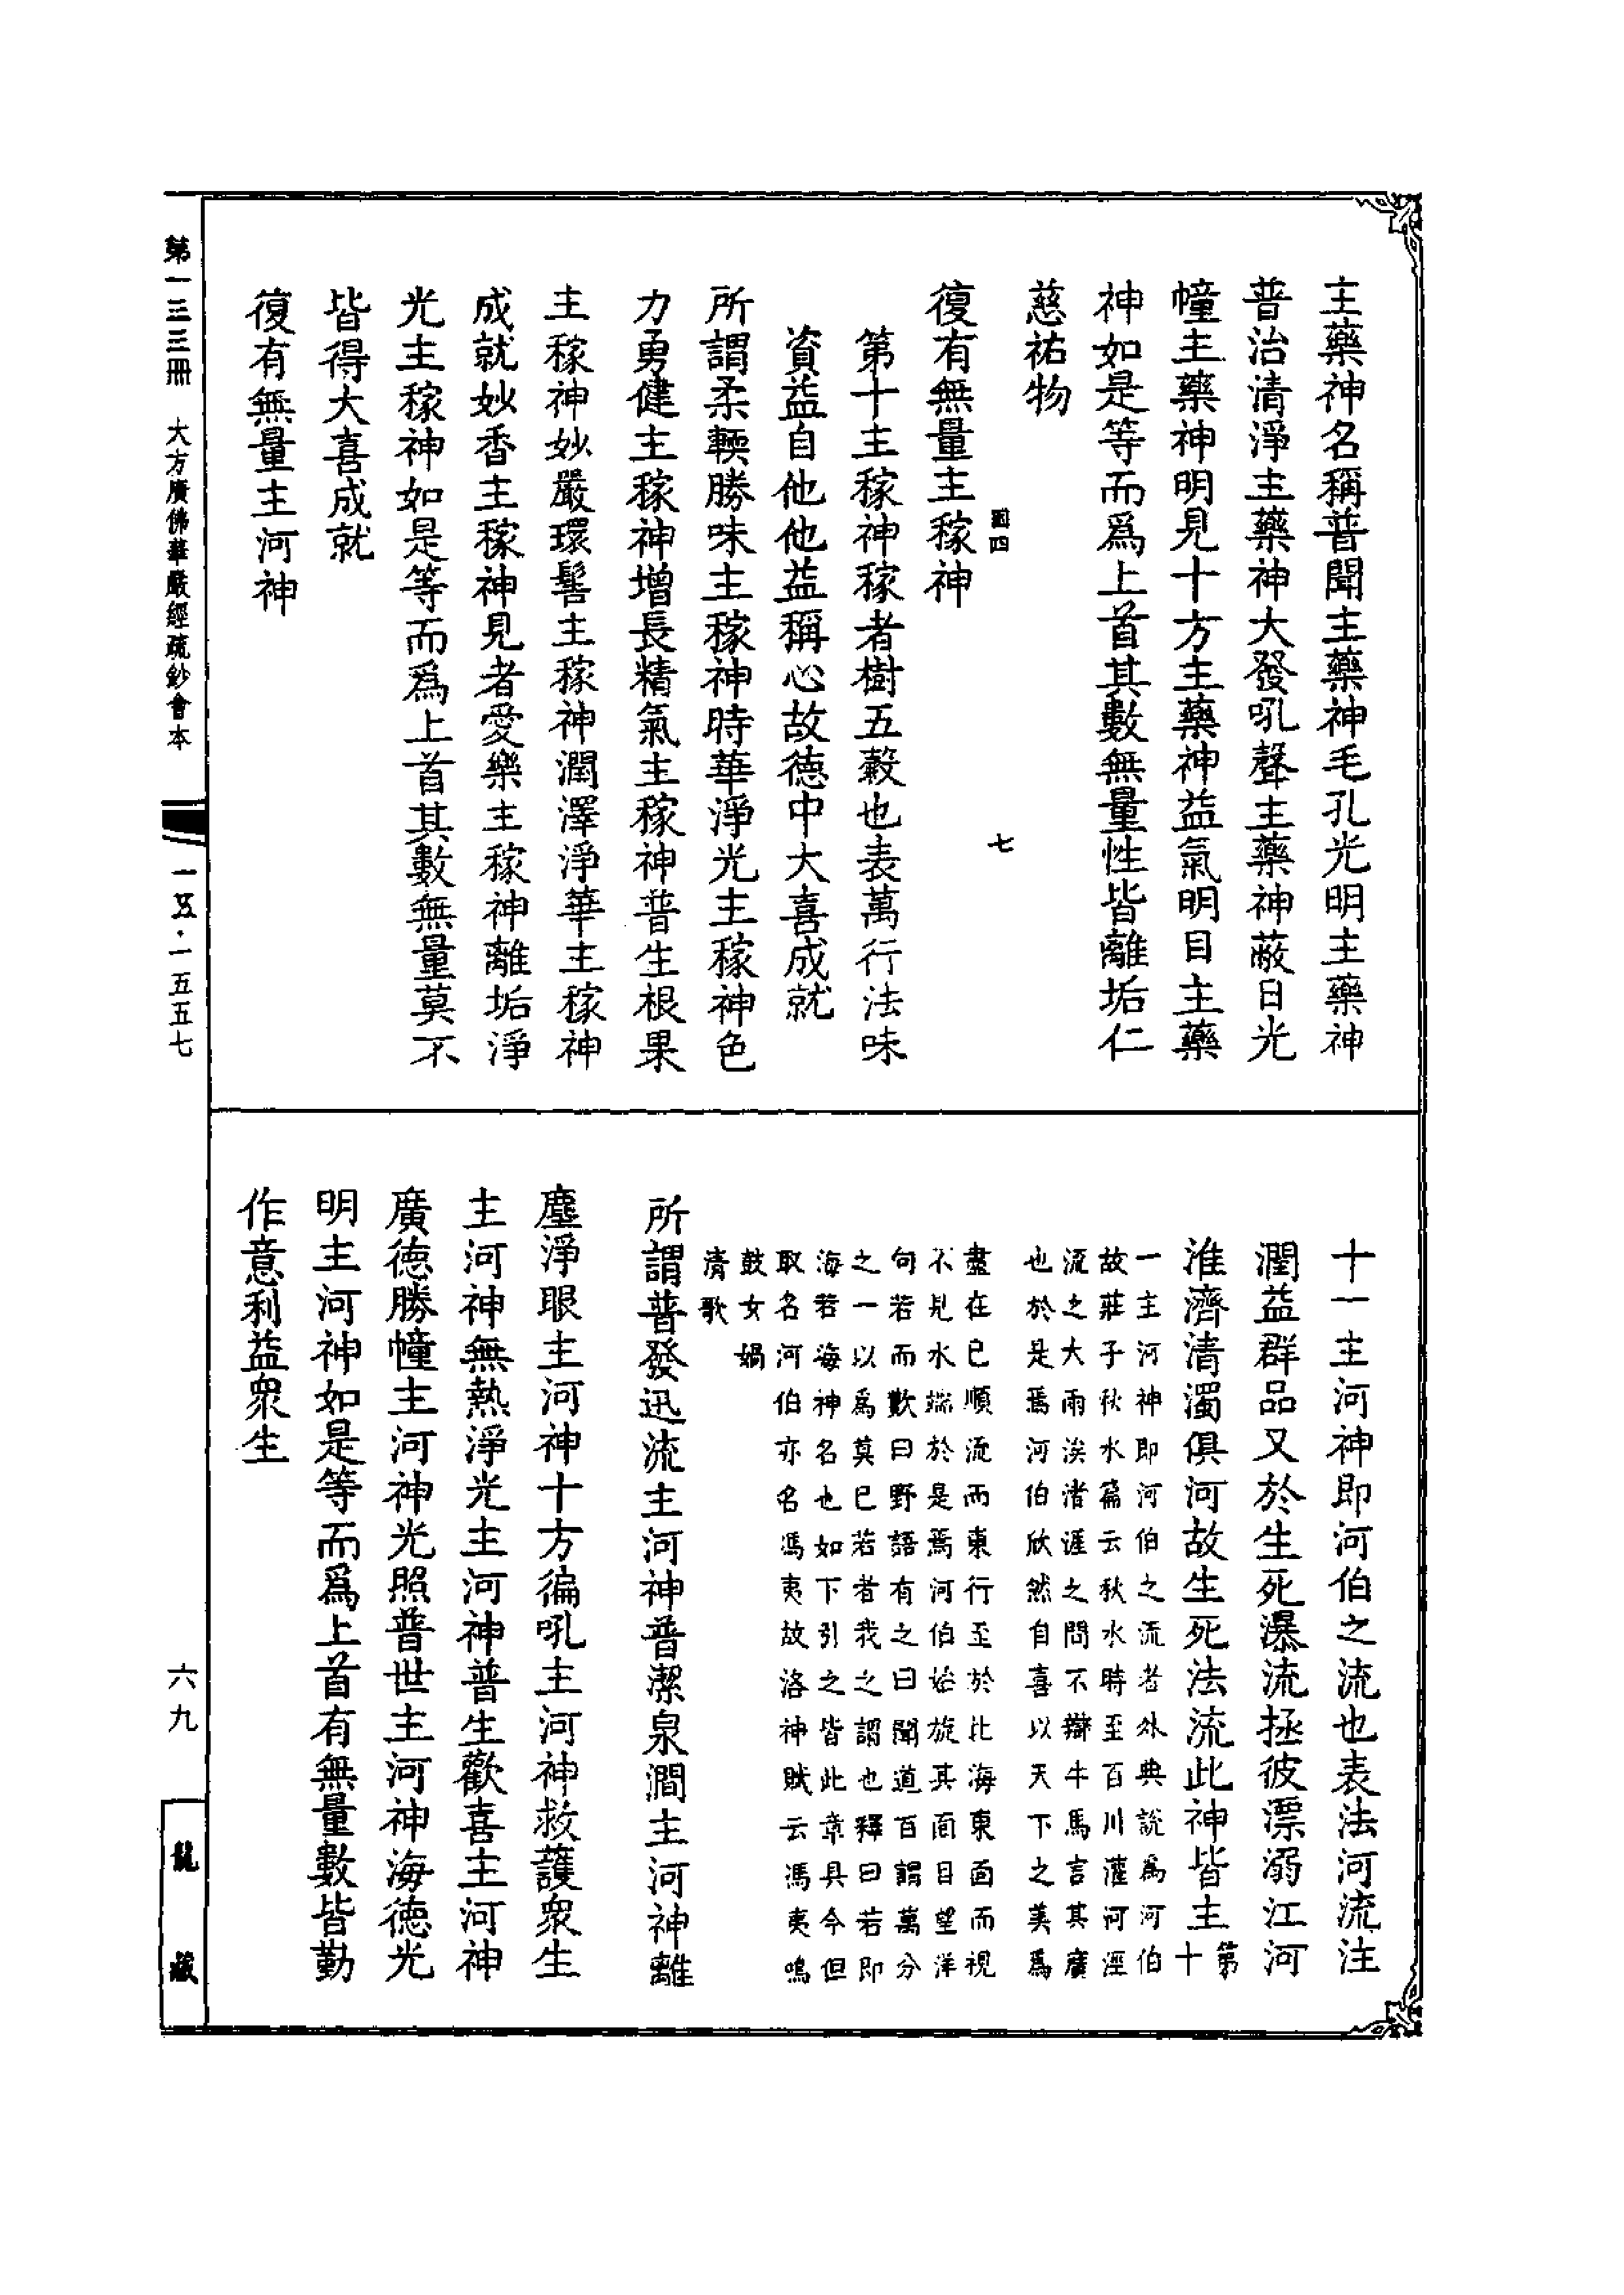 主藥神名稱普聞主藥神毛孔光明主藥神
普治清淨主藥神大發吼聲主藥神蔽日光
幢主藥神明見十方主藥神益氣明目主藥
神如是等而爲上首其數無量性皆離垢仁
慈祐物
四 七
復有無量主稼神
第十主稼神稼者樹五穀也表萬行法味
資益自他他益稱心故德中大喜成就
所謂柔輭勝味主稼神時華淨光主稼神色
力勇健主稼神增長精氣主稼神普生根果
主稼神妙嚴環髻主稼神潤澤淨華主稼神
成就妙香主稼神見者愛樂主稼神離垢淨
光主稼神如是等而爲上首其數無量莫不
皆得大喜成就
復有無量主河神
十一主河神即河伯之流也表法河流注
潤益群品又於生死瀑流拯彼漂溺江河
淮濟清濁俱河故生死法流此神皆主第十
一主河神即河伯之流者外典說爲河伯
故莊子秋水篇云秋水時至百川灌河涇
流之大雨涘渚涯之問不辯牛馬言其廣
也於是焉河伯欣然自喜以天下之美爲
盡在已順流而東行至於北海東面而視
不見水端於是焉河伯始旋其面目望洋
句若而歎曰野語有之曰聞道百謂萬分
之一以爲莫已若者我之謂也釋曰若即
海若海神名也如下引之皆此章具今但
取名河伯亦名馮夷故洛神賦云馮夷鳴
鼓女媧
清歌
所謂普發迅流主河神普潔泉澗主河神離
塵淨眼主河神十方徧吼主河神救護衆生
主河神無熱淨光主河神普生歡喜主河神
廣德勝幢主河神光照普世主河神海德光
明主河神如是等而爲上首有無量數皆勤
作意利益衆生
第一三三冊 大方廣佛華嚴經疏鈔會本
一五·一五五七
六九
龍藏